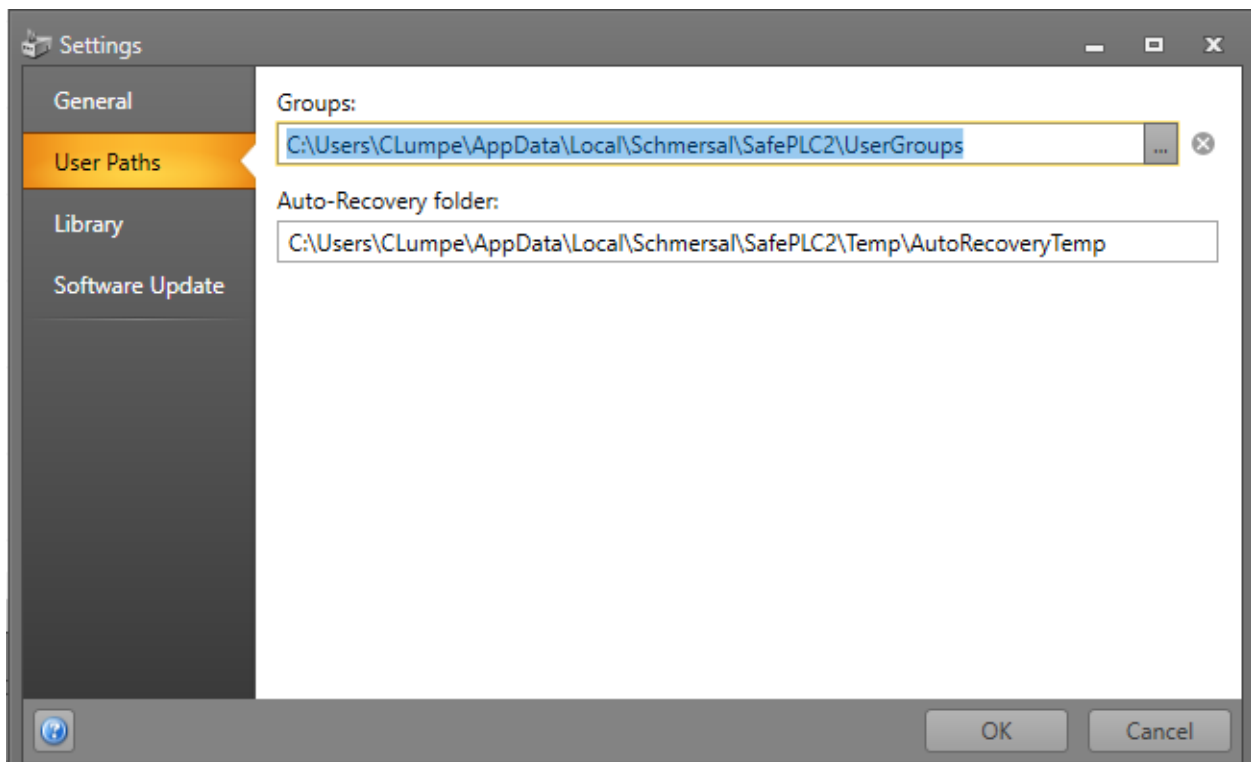 Settings
General
User Paths
Library
Software Update
Groups:
C:\Users\CLumpe\AppData\Local\Schmersal\SafePLC2\UserGroups
...
Auto-Recovery folder:
C:\Users\CLumpe\AppData\Local\Schmersal\SafePLC2\Temp\AutoRecoveryTemp
OK
Cancel